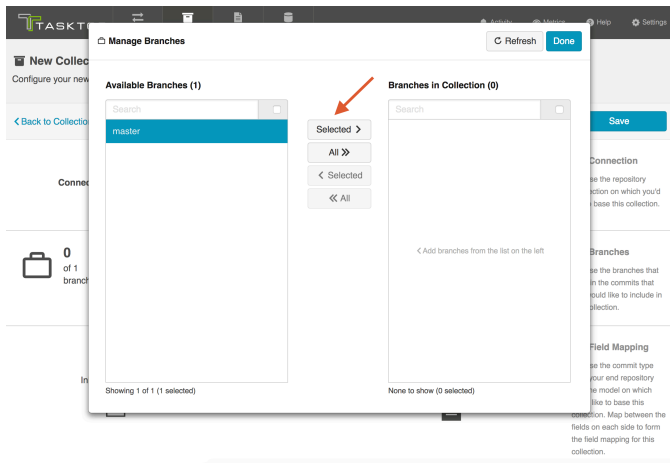 TASKT
Activity
Metrics
Help
Settings
Manage Branches
Refresh
Done
New Collec
Configure your new
Available Branches (1)
Branches in Collection (0)
Search
Search
Back to Collectio
Save
master
Selected
All
Selected
All
Connection
Connec
se the repository
ection on which you'd
base this collection.
Add branches from the list on the left
0
of 1
branch
Branches
se the branches that
in the commits that
ould like to include in
ollection.
Field Mapping
se the commit type
your end repository
e model on which
like to base this
collection. Map between the
fields on each side to form
the field mapping for this
collection.
In
Showing 1 of 1 (1 selected)
None to show (0 selected)